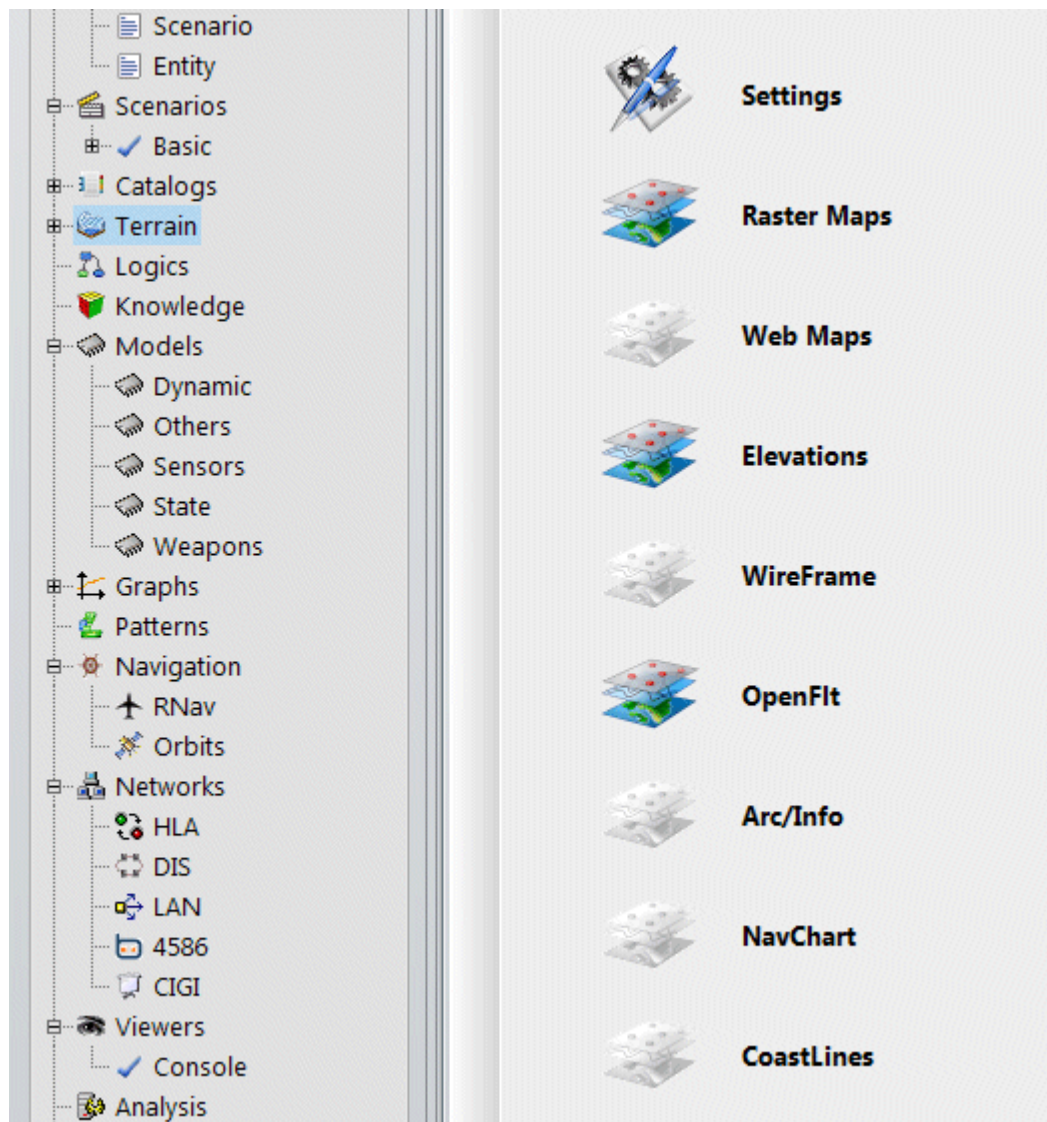 Scenario
Entity
Scenarios
Basic
Catalogs
Terrain
Logics
Knowledge
Models
Dynamic
Others
Sensors
State
Weapons
Graphs
Patterns
Navigation
RNav
Orbits
Networks
HLA
DIS
LAN
4586
CIGI
Viewers
Console
Analysis
Settings
Raster Maps
Web Maps
Elevations
WireFrame
OpenFlt
Arc/Info
NavChart
CoastLines